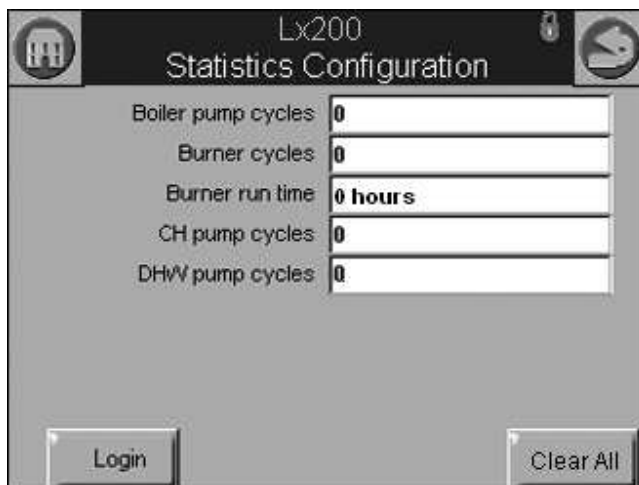 Lx200
Statistics Configuration
Boiler pump cycles 0
Burner cycles 0
Burner run time 0 hours
CH pump cycles 0
DHW pump cycles 0
Login
Clear All